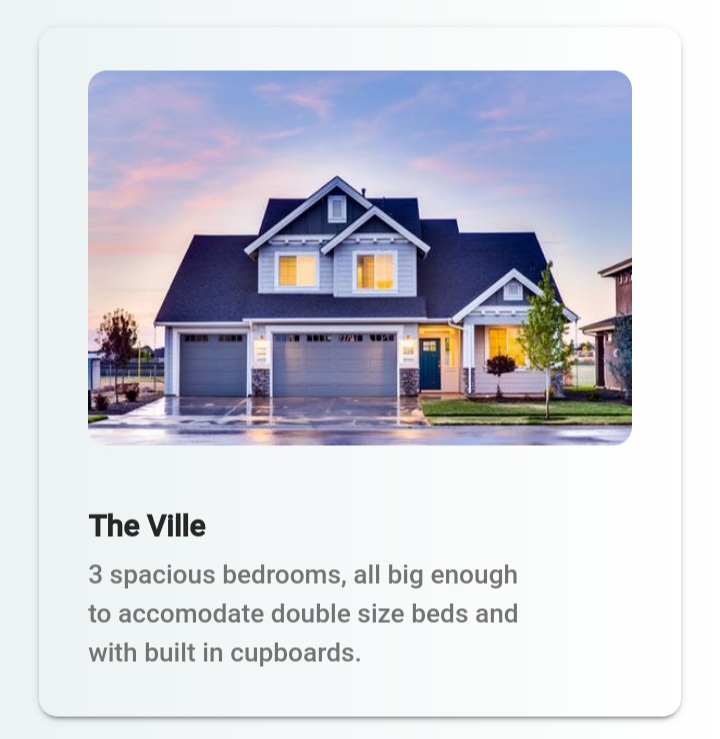 The Ville
3 spacious bedrooms, all big enough
to accomodate double size beds and
with built in cupboards.